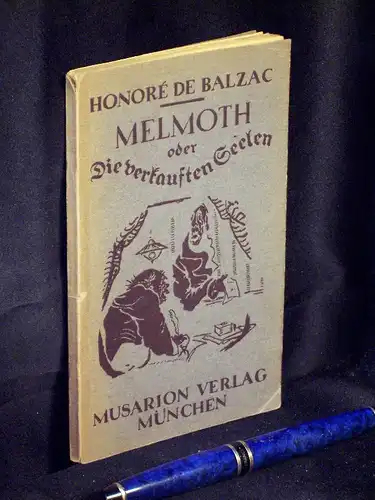 HONORÉ DE BALZAC
MELMOTH
oder
Die verkauften Seelen
MUSARION VERLAG
MÜNCHEN